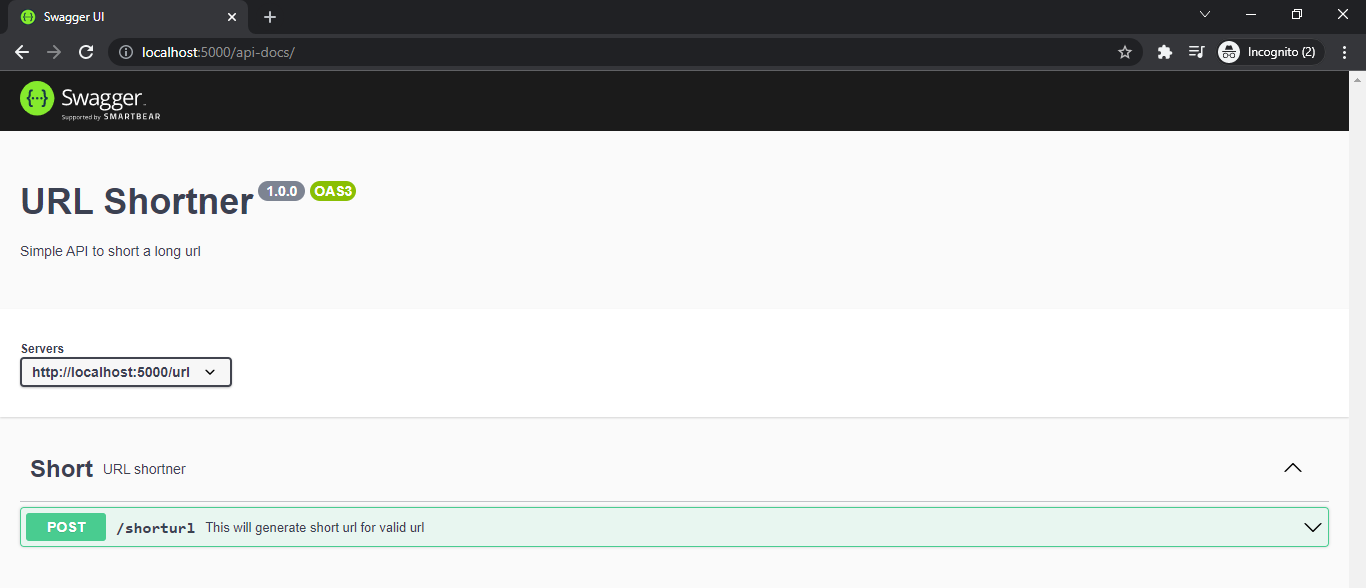 Swagger UI
localhost:5000/api-docs/
Incognito (2)
{···} Swagger
Supported by SMARTBEAR
URL Shortner 1.0.0 OAS3
Simple API to short a long url
Servers
http://localhost:5000/url
Short URL shortner
POST /shorturl This will generate short url for valid url